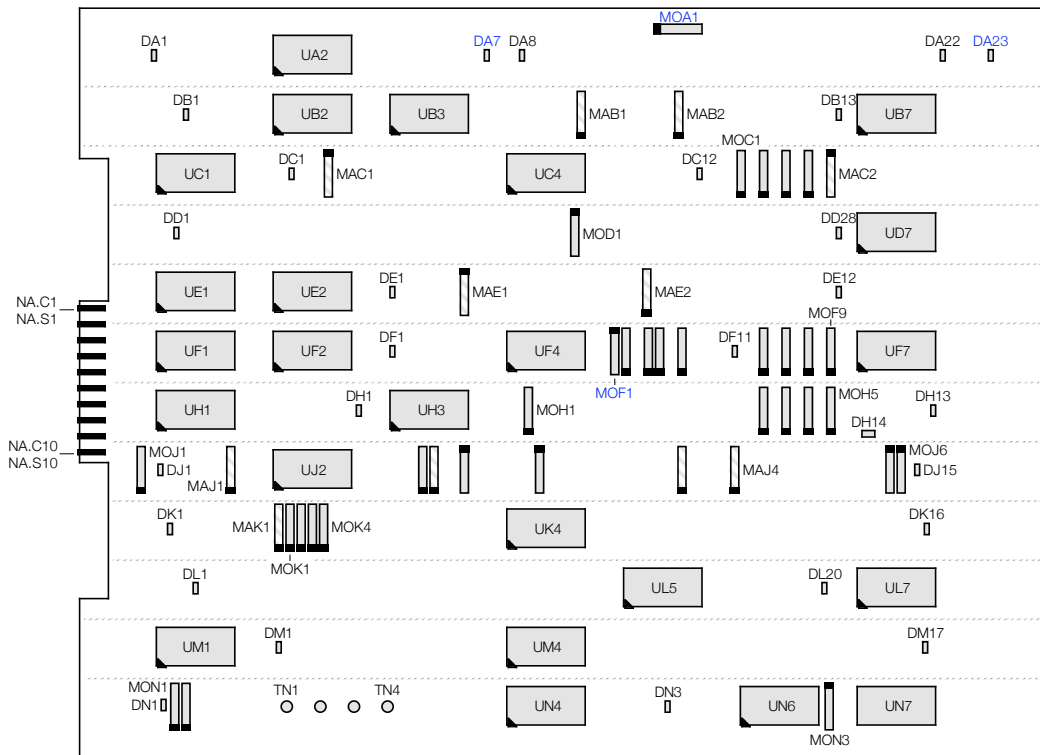 MOA1
DA1
UA2
DA7
DA8
DA22
DA23
DB1
UB2
UB3
MAB1
MAB2
DB13
UB7
MOC1
UC1
DC1
MAC1
UC4
DC12
MAC2
DD1
MOD1
DD28
UD7
UE1
UE2
DE1
MAE1
MAE2
DE12
NA.C1
NA.S1
MOF9
UF1
UF2
DF1
UF4
DF11
UF7
MOF1
UH1
DH1
UH3
MOH1
MOH5
DH13
DH14
NA.C10
NA.S10
MOJ1
DJ1
MAJ1
UJ2
MAJ4
MOJ6
DJ15
DK1
MAK1
MOK4
UK4
DK16
MOK1
DL1
UL5
DL20
UL7
UM1
DM1
UM4
DM17
MON1
DN1
TN1
TN4
UN4
DN3
UN6
UN7
MON3